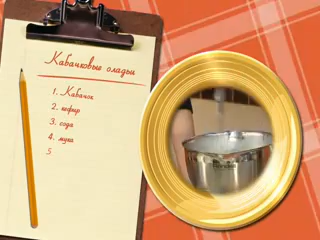 Кабачковые оладьи
1. Кабачок
2. кефир
3. сода
4. мука
5